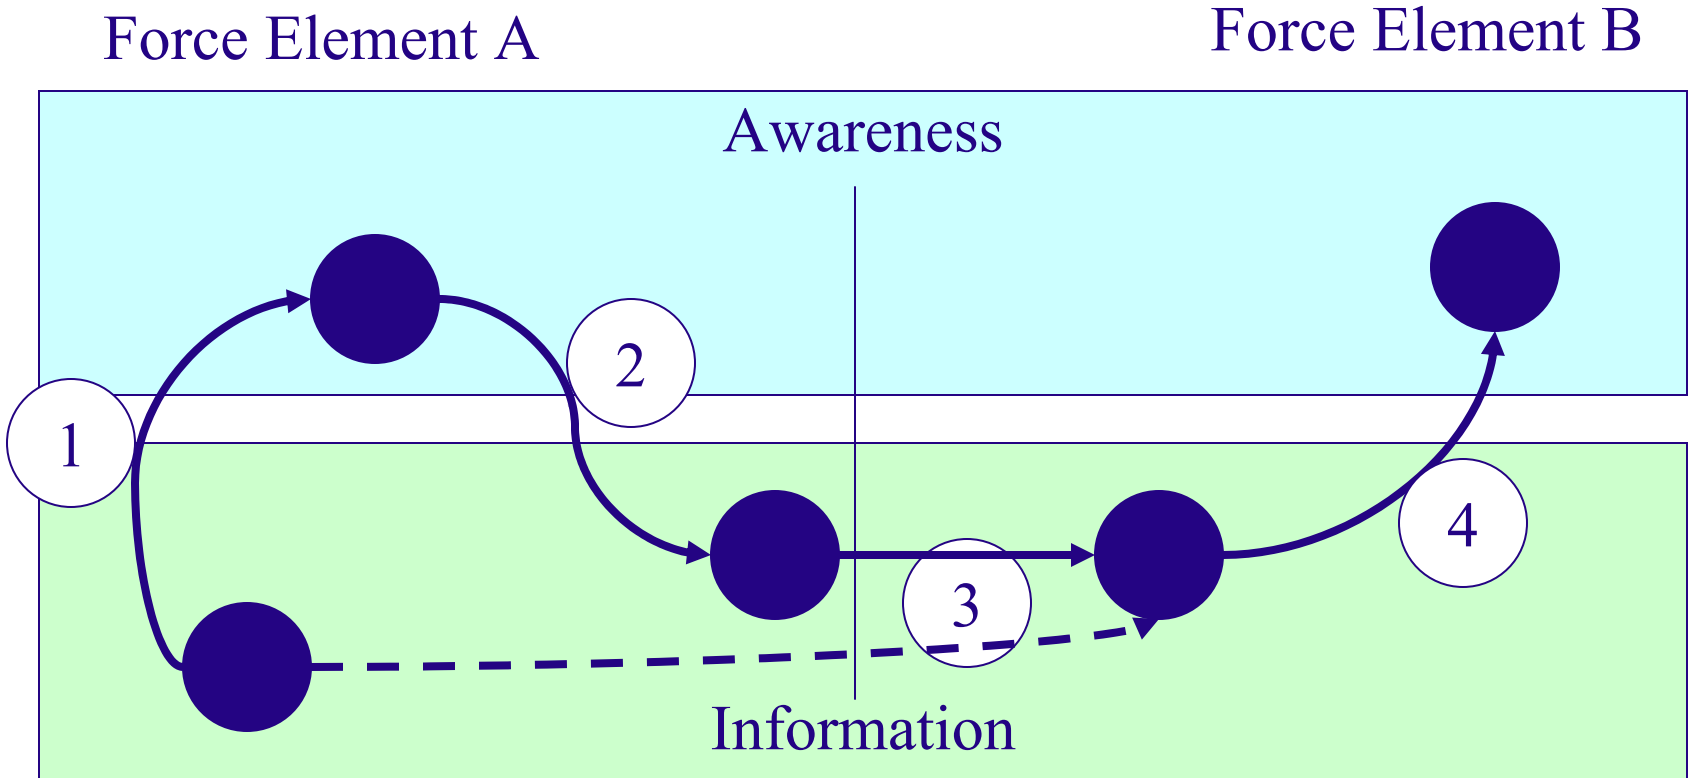 Force Element A
Force Element B
Awareness
1
2
3
4
Information